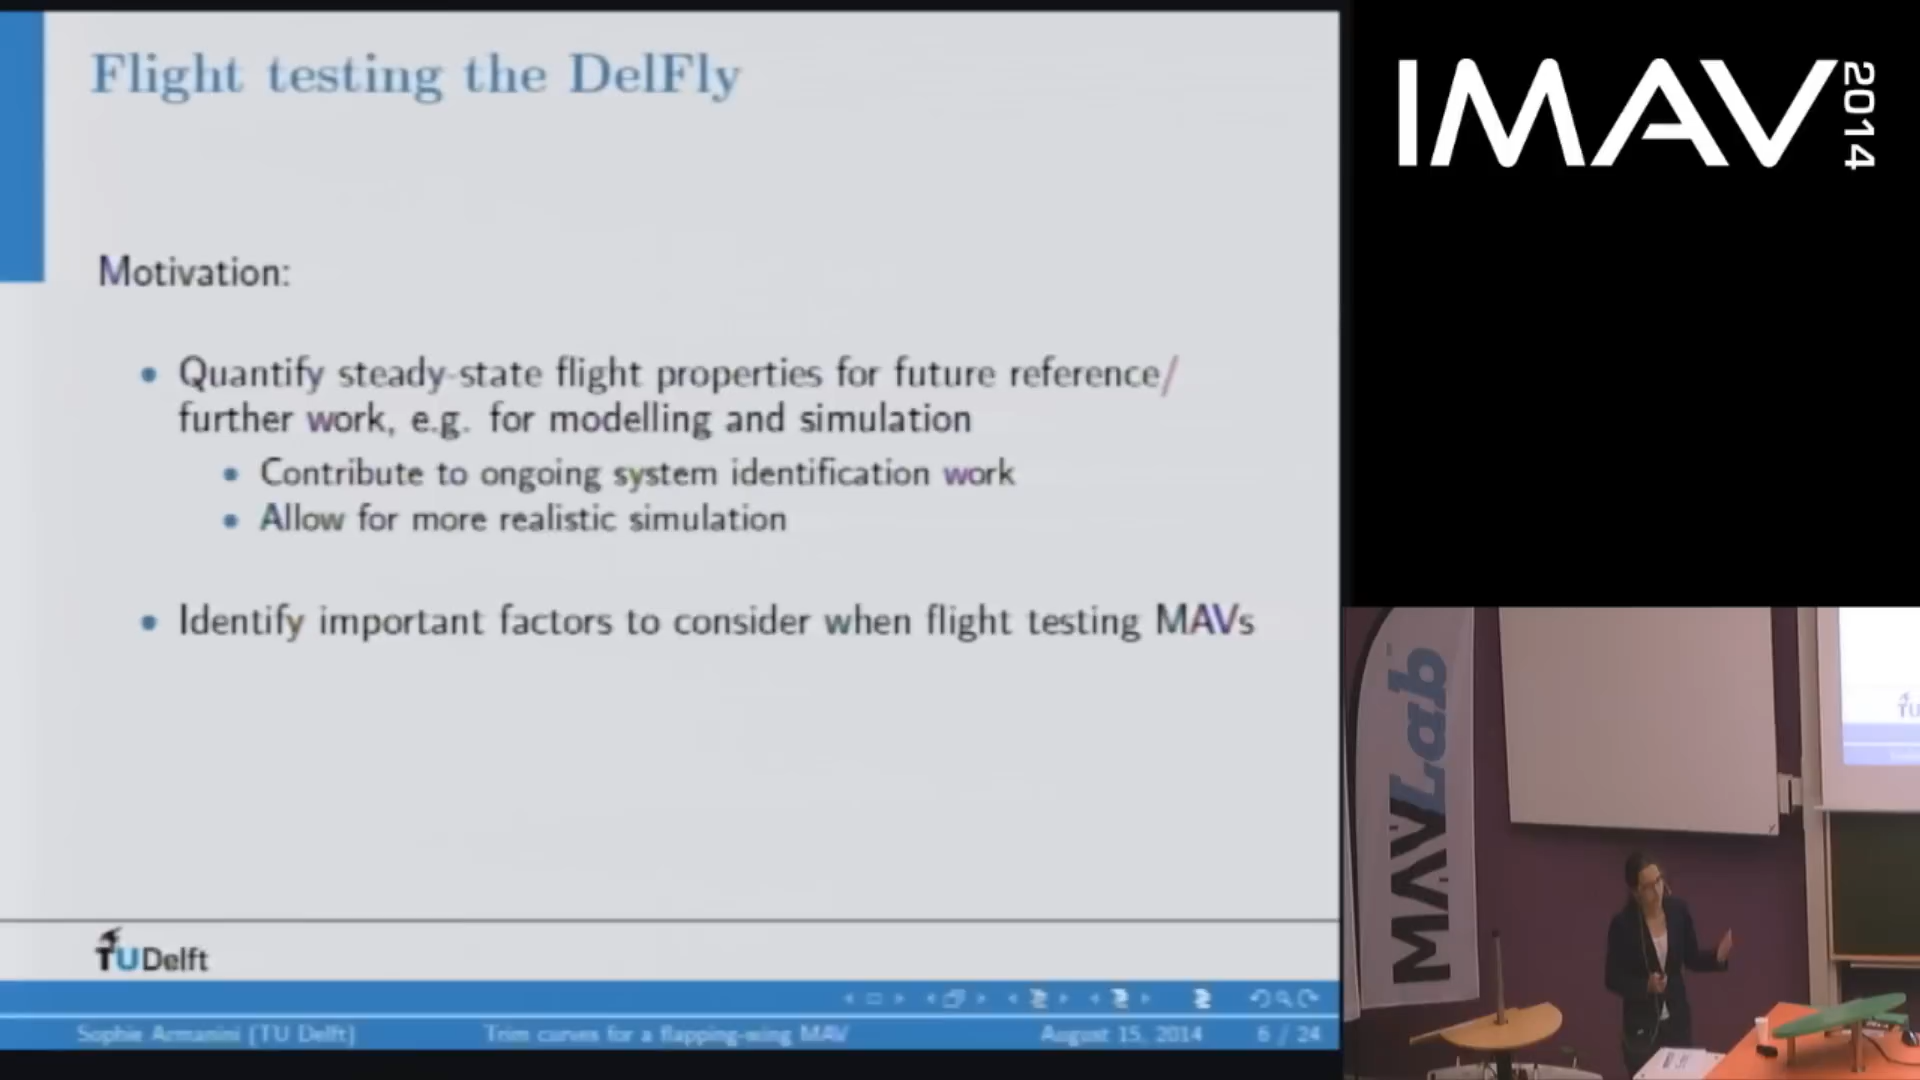 Flight testing the DelFly
Motivation:
Quantify steady-state flight properties for future reference/
further work, e.g. for modelling and simulation
Contribute to ongoing system identification work
Allow for more realistic simulation
Identify important factors to consider when flight testing MAVs
TUDelft
Sophie Armanini (TU Delft)
Trim curves for a flapping-wing MAV
August 15, 2014
6 / 24
IMAV
2014
MAVLab
TU